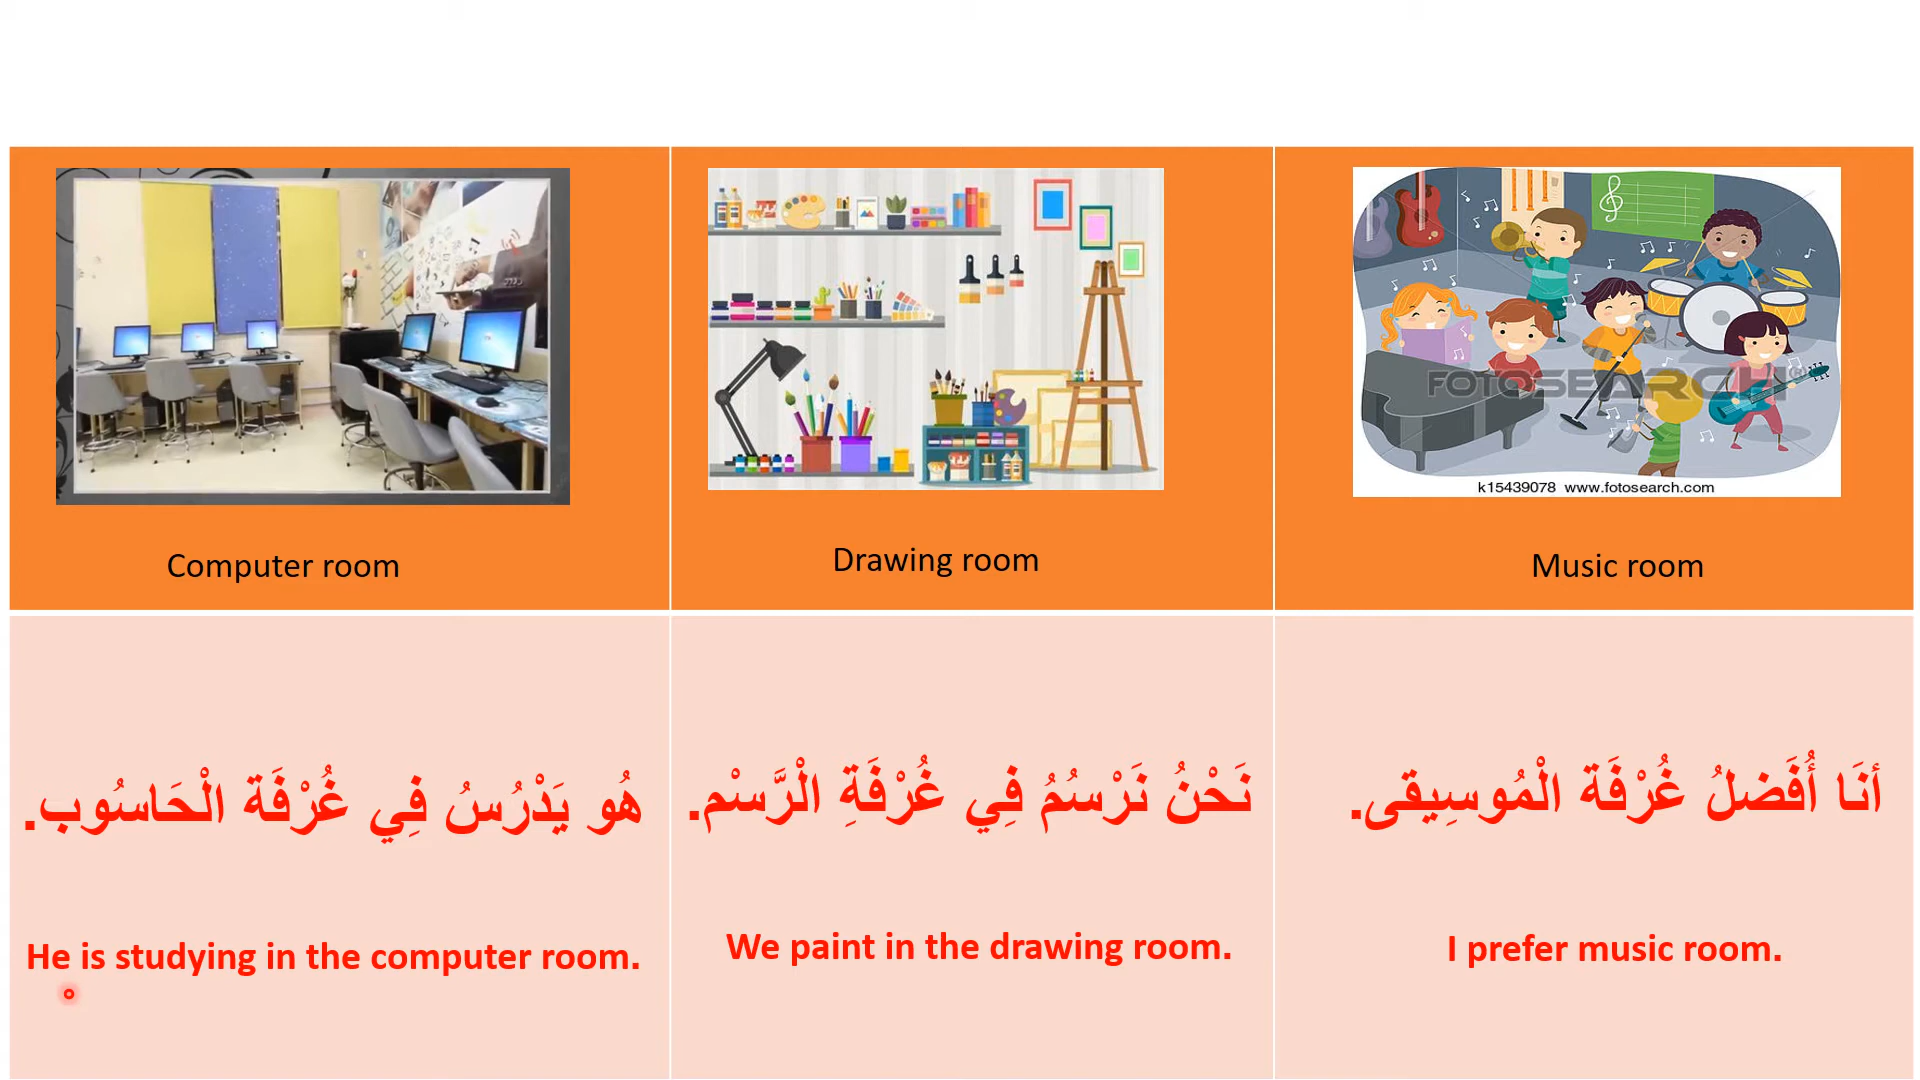 Computer room
Drawing room
Music room
هُو يَدْرُسُ فِي غُرْفَة الْحَاسُوب.
نَحْنُ نَرْسُمُ فِي غُرْفَةِ الْرَّسْم.
أنَا أُفَضلُ غُرْفَة الْمُوسِيقى.
He is studying in the computer room.
We paint in the drawing room.
I prefer music room.
FOTOSEARCH
k15439078 www.fotosearch.com